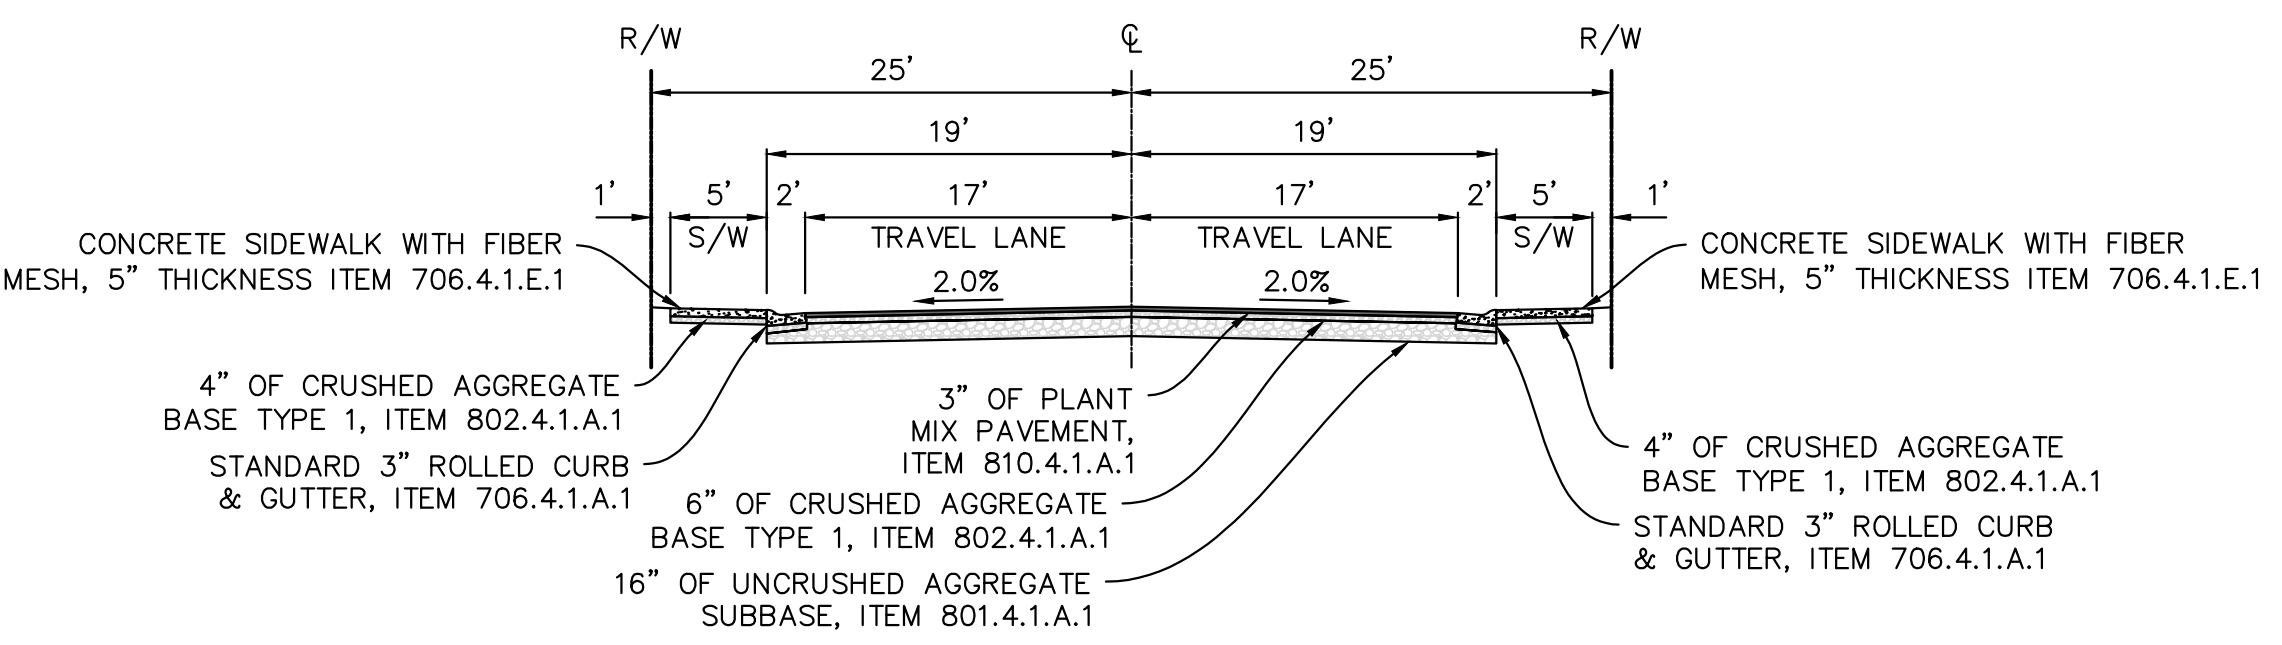 R/W ℄ R/W
25' 25'
19' 19'
1' 5' 2' 17' 17' 2' 5' 1'
S/W TRAVEL LANE TRAVEL LANE S/W
2.0% 2.0%
CONCRETE SIDEWALK WITH FIBER
MESH, 5" THICKNESS ITEM 706.4.1.E.1
CONCRETE SIDEWALK WITH FIBER
MESH, 5" THICKNESS ITEM 706.4.1.E.1
4" OF CRUSHED AGGREGATE
BASE TYPE 1, ITEM 802.4.1.A.1
STANDARD 3" ROLLED CURB
& GUTTER, ITEM 706.4.1.A.1
3" OF PLANT
MIX PAVEMENT,
ITEM 810.4.1.A.1
6" OF CRUSHED AGGREGATE
BASE TYPE 1, ITEM 802.4.1.A.1
16" OF UNCRUSHED AGGREGATE
SUBBASE, ITEM 801.4.1.A.1
4" OF CRUSHED AGGREGATE
BASE TYPE 1, ITEM 802.4.1.A.1
STANDARD 3" ROLLED CURB
& GUTTER, ITEM 706.4.1.A.1